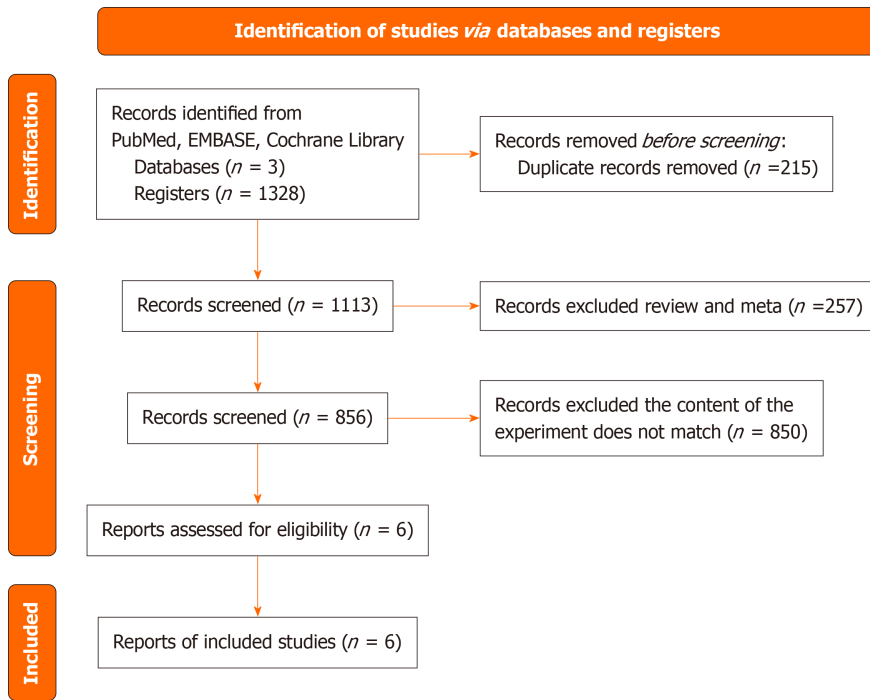 Identification of studies via databases and registers
Identification
Records identified from
PubMed, EMBASE, Cochrane Library
Databases (n = 3)
Registers (n = 1328)
Records removed before screening:
Duplicate records removed (n =215)
Screening
Records screened (n = 1113)
Records excluded review and meta (n =257)
Records screened (n = 856)
Records excluded the content of the
experiment does not match (n = 850)
Reports assessed for eligibility (n = 6)
Included
Reports of included studies (n = 6)